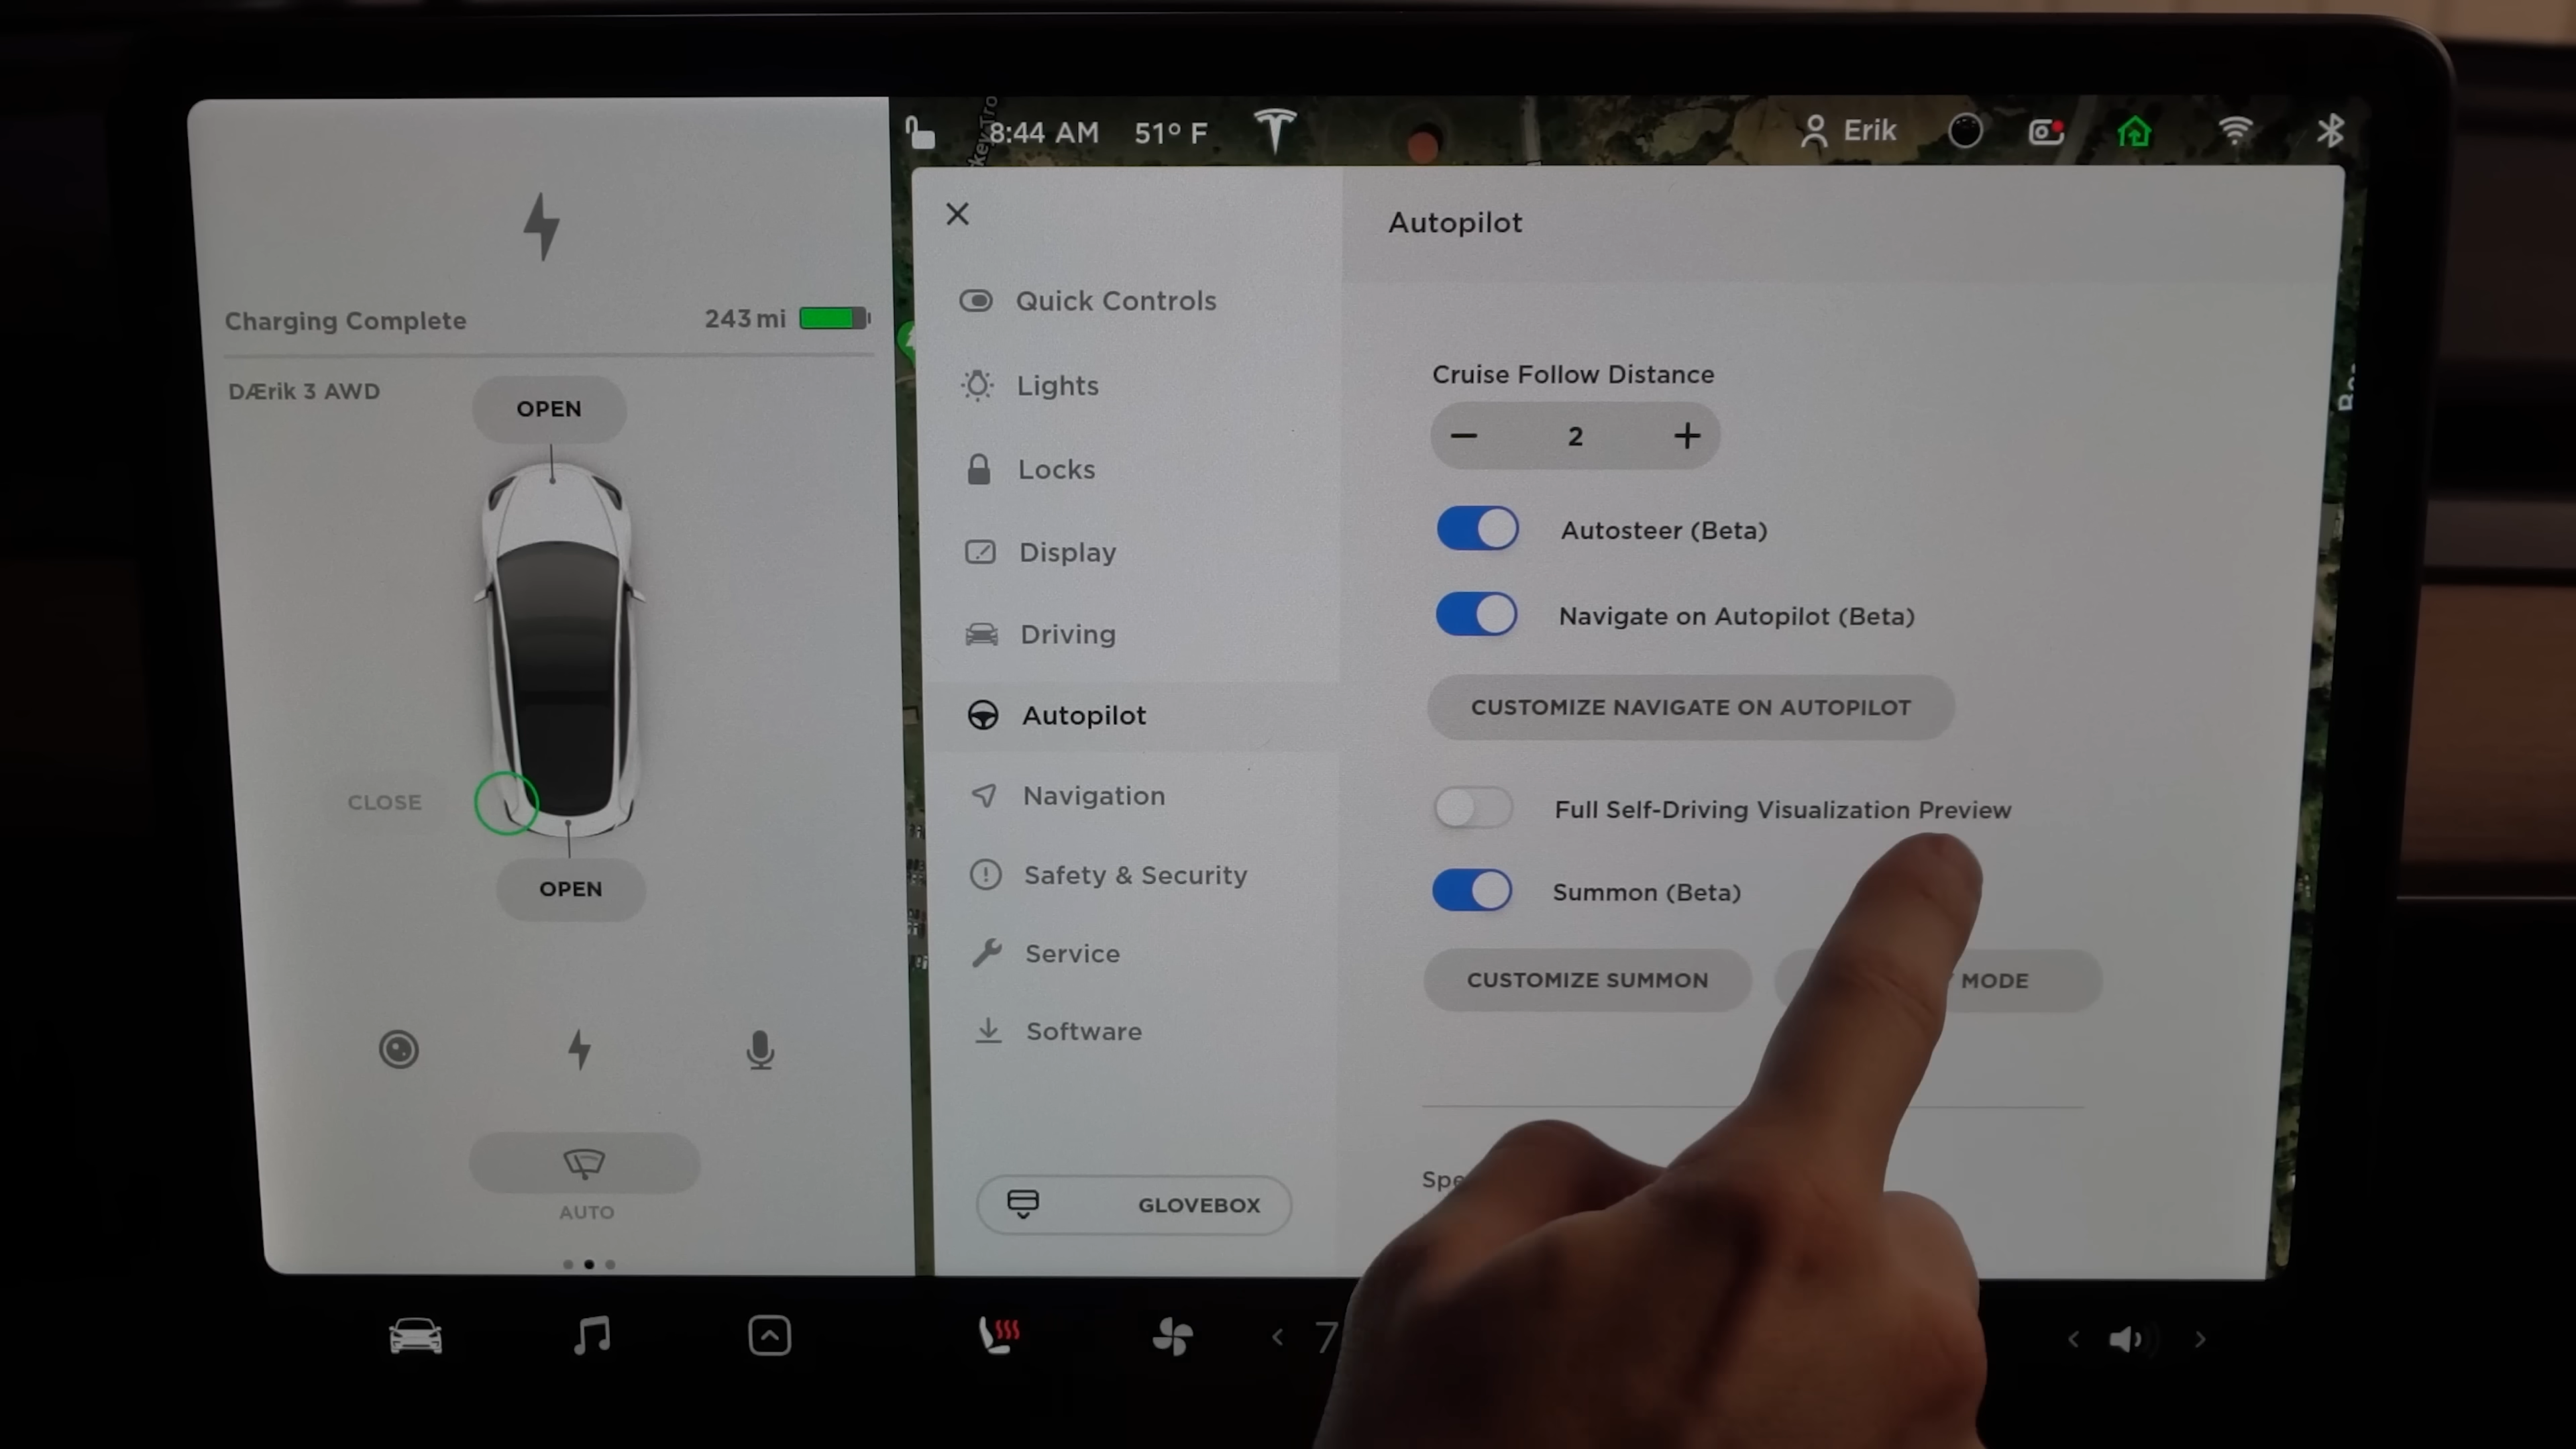 8:44 AM 51° F
Erik
Charging Complete 243 mi
DÆrik 3 AWD
OPEN
CLOSE
OPEN
AUTO
Quick Controls
Lights
Locks
Display
Driving
Autopilot
Navigation
Safety & Security
Service
Software
GLOVEBOX
Autopilot
Cruise Follow Distance
− 2 +
Autosteer (Beta)
Navigate on Autopilot (Beta)
CUSTOMIZE NAVIGATE ON AUTOPILOT
Full Self-Driving Visualization Preview
Summon (Beta)
CUSTOMIZE SUMMON
MODE